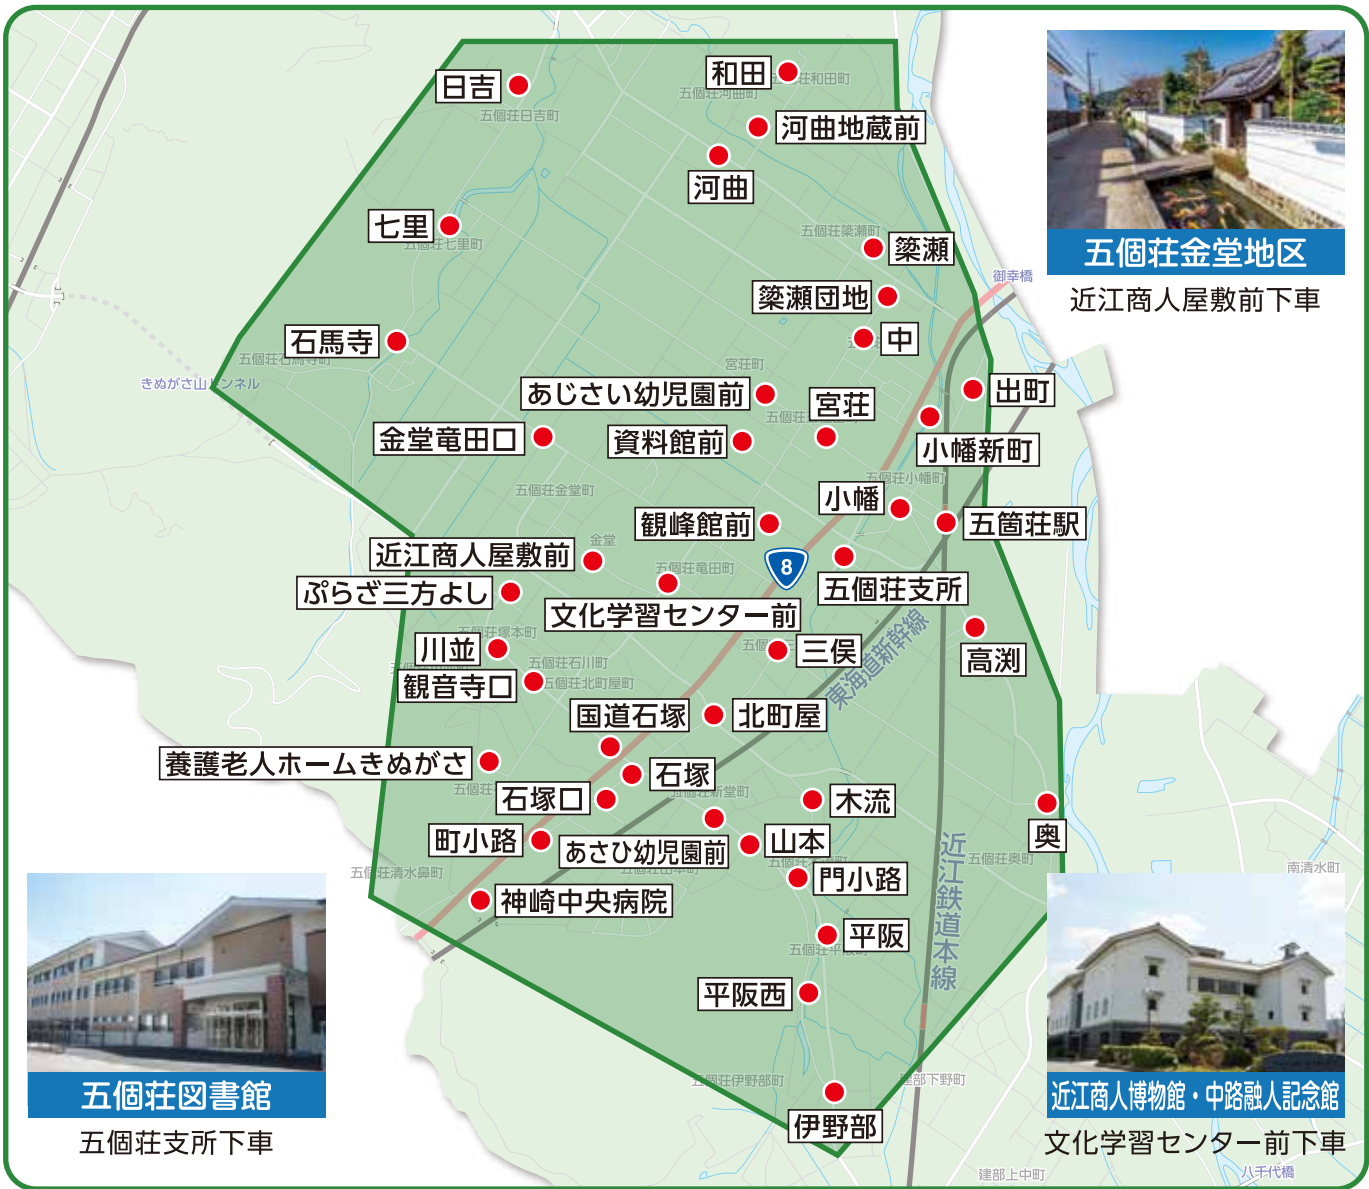 日吉
和田
五個荘和田町
五個荘河曲町
五個荘日吉町
河曲地蔵前
河曲
七里
五個荘七里町
五個荘簗瀬町
簗瀬
簗瀬団地
御幸橋
五個荘金堂地区
近江商人屋敷前下車
石馬寺
五個荘石馬寺町
中
きぬがさ山トンネル
宮荘町
あじさい幼児園前
宮荘
出町
金堂竜田口
資料館前
小幡新町
五個荘小幡町
五個荘金堂町
小幡
観峰館前
五箇荘駅
金堂
近江商人屋敷前
8
五個荘竜田町
ぷらざ三方よし
五個荘支所
文化学習センター前
東海道新幹線
五個荘塚本町
川並
三俣
高渕
五個荘石川町
観音寺口
五個荘北町屋町
国道石塚
北町屋
養護老人ホームきぬがさ
石塚
五個荘新堂町
石塚口
木流
奥
町小路
あさひ幼児園前
山本
近江鉄道本線
五個荘奥町
五個荘清水鼻町
門小路
南清水町
神崎中央病院
平阪
五個荘平阪町
平阪西
五個荘伊野部町
建部下野町
伊野部
五個荘図書館
五個荘支所下車
近江商人博物館・中路融人記念館
文化学習センター前下車
建部上中町
八千代橋